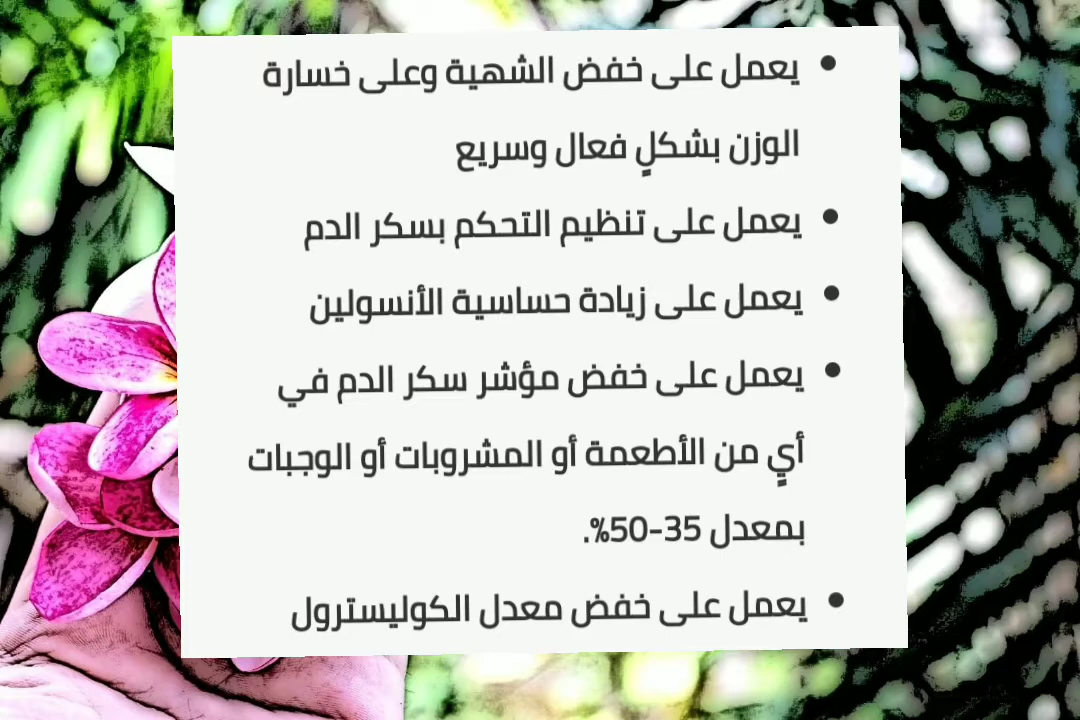 • يعمل على خفض الشهية وعلى خسارة
الوزن بشكلٍ فعال وسريع
• يعمل على تنظيم التحكم بسكر الدم
• يعمل على زيادة حساسية الأنسولين
• يعمل على خفض مؤشر سكر الدم في
أيٍ من الأطعمة أو المشروبات أو الوجبات
بمعدل 35-50%.
• يعمل على خفض معدل الكوليسترول